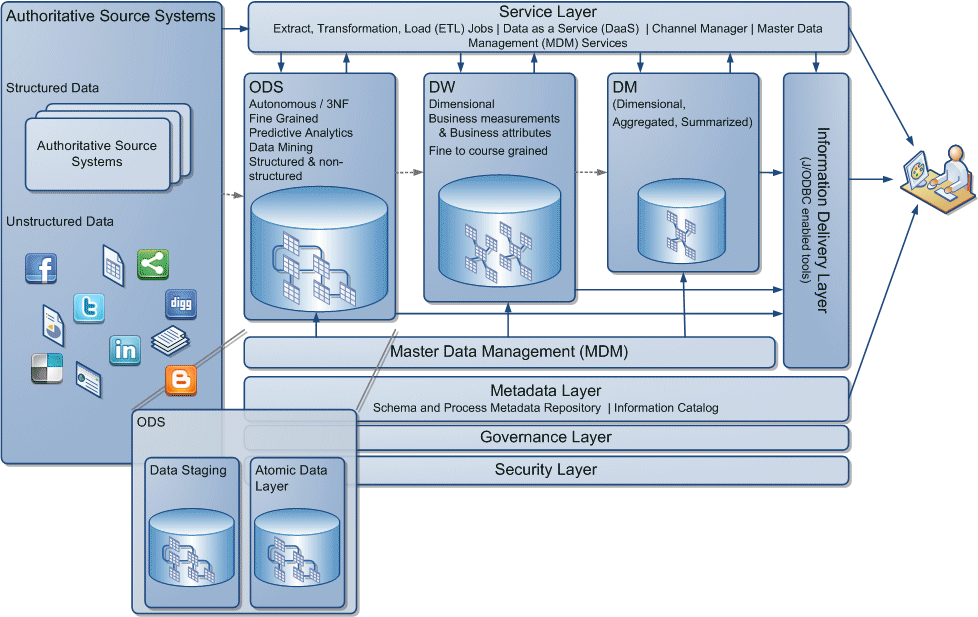 Authoritative Source Systems
Structured Data
Authoritative Source
Systems
Unstructured Data
f
t
digg
in
B
Service Layer
Extract, Transformation, Load (ETL) Jobs | Data as a Service (DaaS) | Channel Manager | Master Data
Management (MDM) Services
ODS
Autonomous / 3NF
Fine Grained
Predictive Analytics
Data Mining
Structured & non-
structured
DW
Dimensional
Business measurements
& Business attributes
Fine to course grained
DM
(Dimensional,
Aggregated, Summarized)
Information Delivery Layer
(J/ODBC enabled tools)
Master Data Management (MDM)
Metadata Layer
Schema and Process Metadata Repository | Information Catalog
Governance Layer
Security Layer
ODS
Data Staging
Atomic Data
Layer